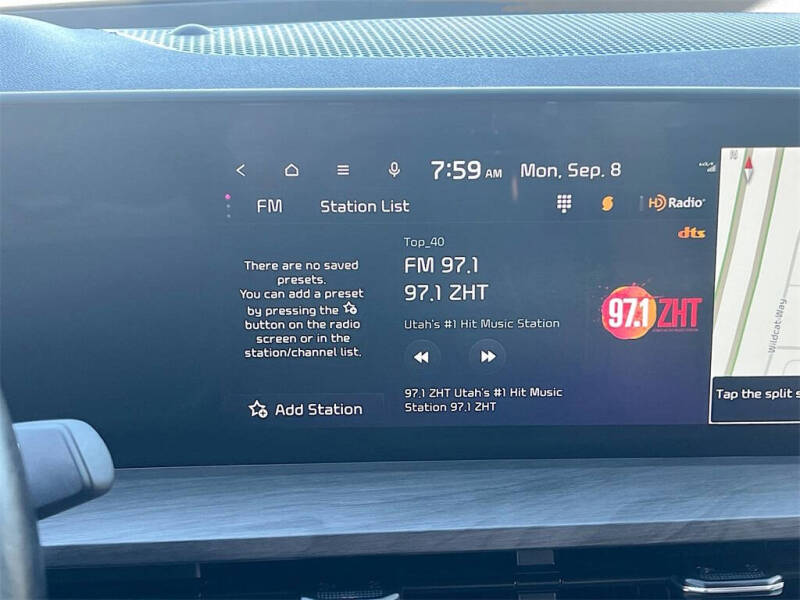 7:59 AM Mon, Sep. 8
FM Station List HD Radio
dts
Top_40
FM 97.1
97.1 ZHT
Utah's #1 Hit Music Station
97.1 ZHT Utah's #1 Hit Music
Station 97.1 ZHT
There are no saved
presets.
You can add a preset
by pressing the
button on the radio
screen or in the
station/channel list.
Add Station
97.1 ZHT
N
Wildcat Way
Tap the split